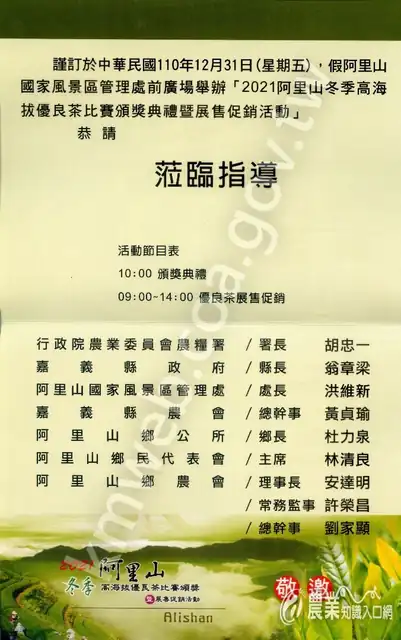 謹訂於中華民國110年12月31日(星期五)，假阿里山
國家風景區管理處前廣場舉辦「2021阿里山冬季高海
拔優良茶比賽頒獎典禮暨展售促銷活動」
恭請
蒞臨指導
活動節目表
10:00 頒獎典禮
09:00-14:00 優良茶展售促銷
行政院農業委員會農糧署 / 署長 胡忠一
嘉義縣政府 / 縣長 翁章梁
阿里山國家風景區管理處 / 處長 洪維新
嘉義縣農會 / 總幹事 黃貞瑜
阿里山鄉公所 / 鄉長 杜力泉
阿里山鄉民代表會 / 主席 林清良
阿里山鄉農會 / 理事長 安達明
/ 常務監事 許榮昌
/ 總幹事 劉家顯
敬邀
2021 冬季 阿里山
高海拔優良茶比賽頒獎
暨展售促銷活動
Alishan
農業知識入口網
kmweb.coa.gov.tw